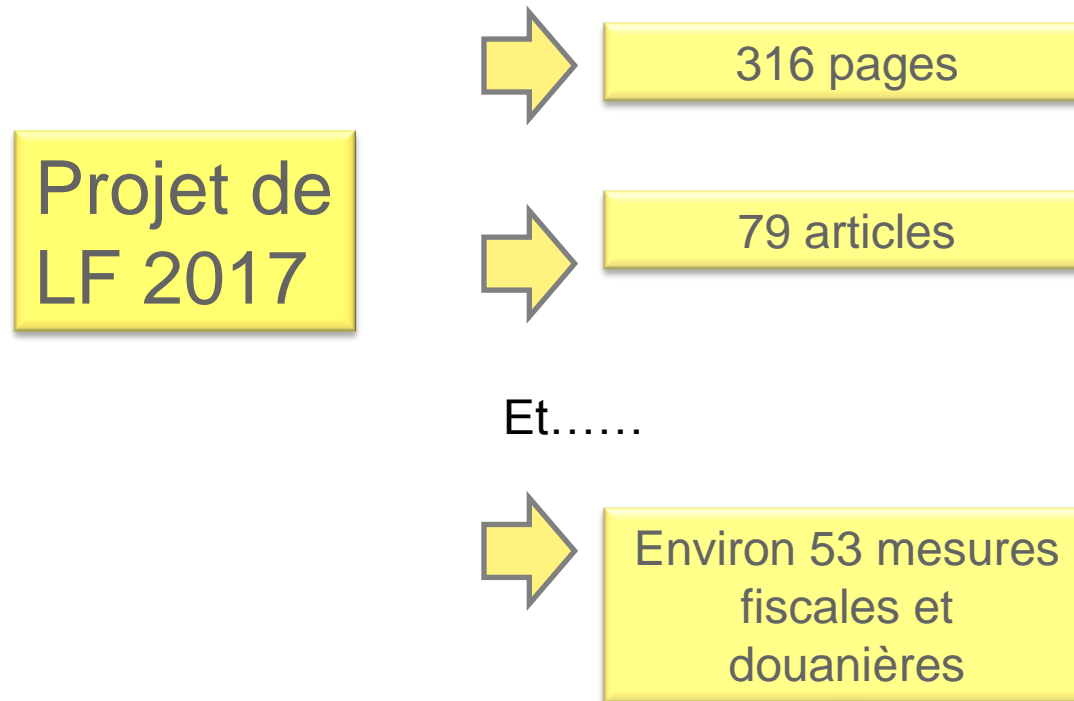 Projet de
LF 2017
316 pages
79 articles
Et……
Environ 53 mesures
fiscales et
douanières